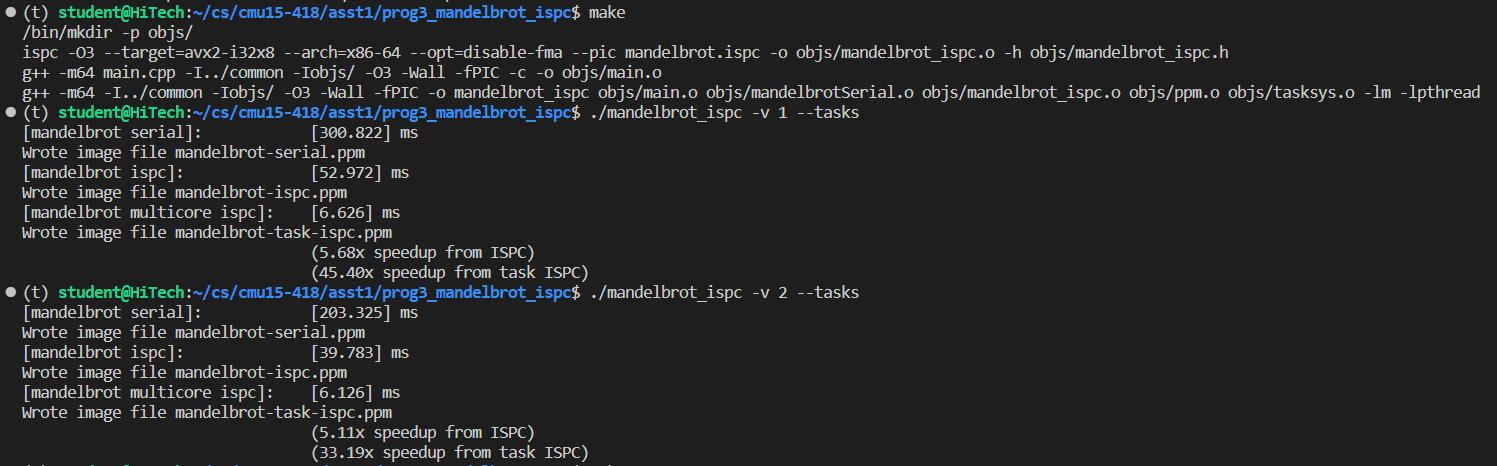 (t) student@HiTech:~/cs/cmu15-418/asst1/prog3_mandelbrot_ispc$ make
/bin/mkdir -p objs/
ispc -O3 --target=avx2-i32x8 --arch=x86-64 --opt=disable-fma --pic mandelbrot.ispc -o objs/mandelbrot_ispc.o -h objs/mandelbrot_ispc.h
g++ -m64 main.cpp -I../common -Iobjs/ -O3 -Wall -fPIC -c -o objs/main.o
g++ -m64 -I../common -Iobjs/ -O3 -Wall -fPIC -o mandelbrot_ispc objs/main.o objs/mandelbrotSerial.o objs/mandelbrot_ispc.o objs/ppm.o objs/tasksys.o -lm -lpthread
(t) student@HiTech:~/cs/cmu15-418/asst1/prog3_mandelbrot_ispc$ ./mandelbrot_ispc -v 1 --tasks
[mandelbrot serial]: [300.822] ms
Wrote image file mandelbrot-serial.ppm
[mandelbrot ispc]: [52.972] ms
Wrote image file mandelbrot-ispc.ppm
[mandelbrot multicore ispc]: [6.626] ms
Wrote image file mandelbrot-task-ispc.ppm
(5.68x speedup from ISPC)
(45.40x speedup from task ISPC)
(t) student@HiTech:~/cs/cmu15-418/asst1/prog3_mandelbrot_ispc$ ./mandelbrot_ispc -v 2 --tasks
[mandelbrot serial]: [203.325] ms
Wrote image file mandelbrot-serial.ppm
[mandelbrot ispc]: [39.783] ms
Wrote image file mandelbrot-ispc.ppm
[mandelbrot multicore ispc]: [6.126] ms
Wrote image file mandelbrot-task-ispc.ppm
(5.11x speedup from ISPC)
(33.19x speedup from task ISPC)